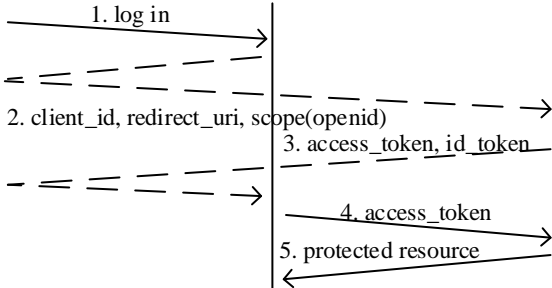 1. log in
2. client_id, redirect_uri, scope(openid)
3. access_token, id_token
4. access_token
5. protected resource